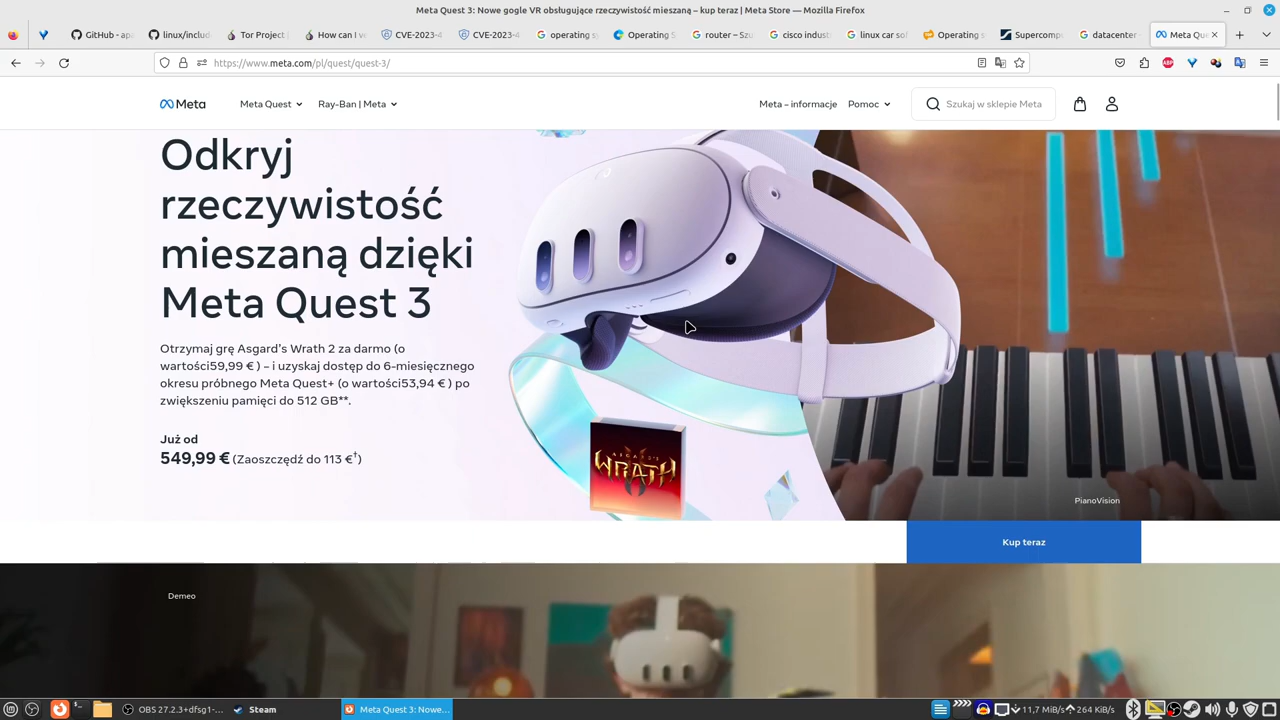 Meta Quest 3: Nowe gogle VR obsługujące rzeczywistość mieszaną – kup teraz | Meta Store — Mozilla Firefox
GitHub - apa
linux/includ
Tor Project |
How can I ve
CVE-2023-4
CVE-2023-4
operating sy
Operating S
router – Szu
cisco indust
linux car sof
Operating s
Supercomp
datacenter
Meta Que
https://www.meta.com/pl/quest/quest-3/
Meta
Meta Quest
Ray-Ban | Meta
Meta – informacje
Pomoc
Szukaj w sklepie Meta
Odkryj
rzeczywistość
mieszaną dzięki
Meta Quest 3
Otrzymaj grę Asgard’s Wrath 2 za darmo (o
wartości59,99 € ) – i uzyskaj dostęp do 6-miesięcznego
okresu próbnego Meta Quest+ (o wartości53,94 € ) po
zwiększeniu pamięci do 512 GB**.
Już od
549,99 € (Zaoszczędź do 113 €†)
ASGARD'S
WRATH
PianoVision
Kup teraz
Demeo
OBS 27.2.3+dfsg1-...
Steam
Meta Quest 3: Nowe...
11,7 MiB/s 264 KiB/s